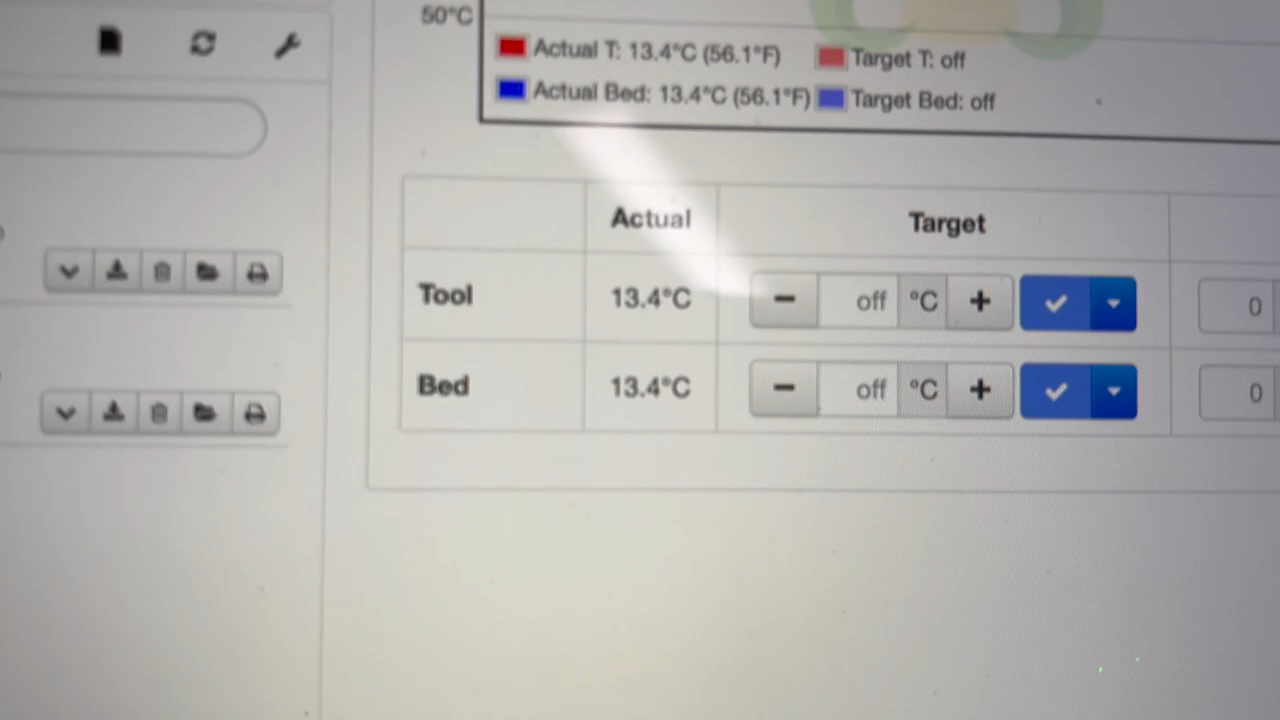 50°C
Actual T: 13.4°C (56.1°F) Target T: off
Actual Bed: 13.4°C (56.1°F) Target Bed: off
Actual Target
Tool 13.4°C off °C 0
Bed 13.4°C off °C 0